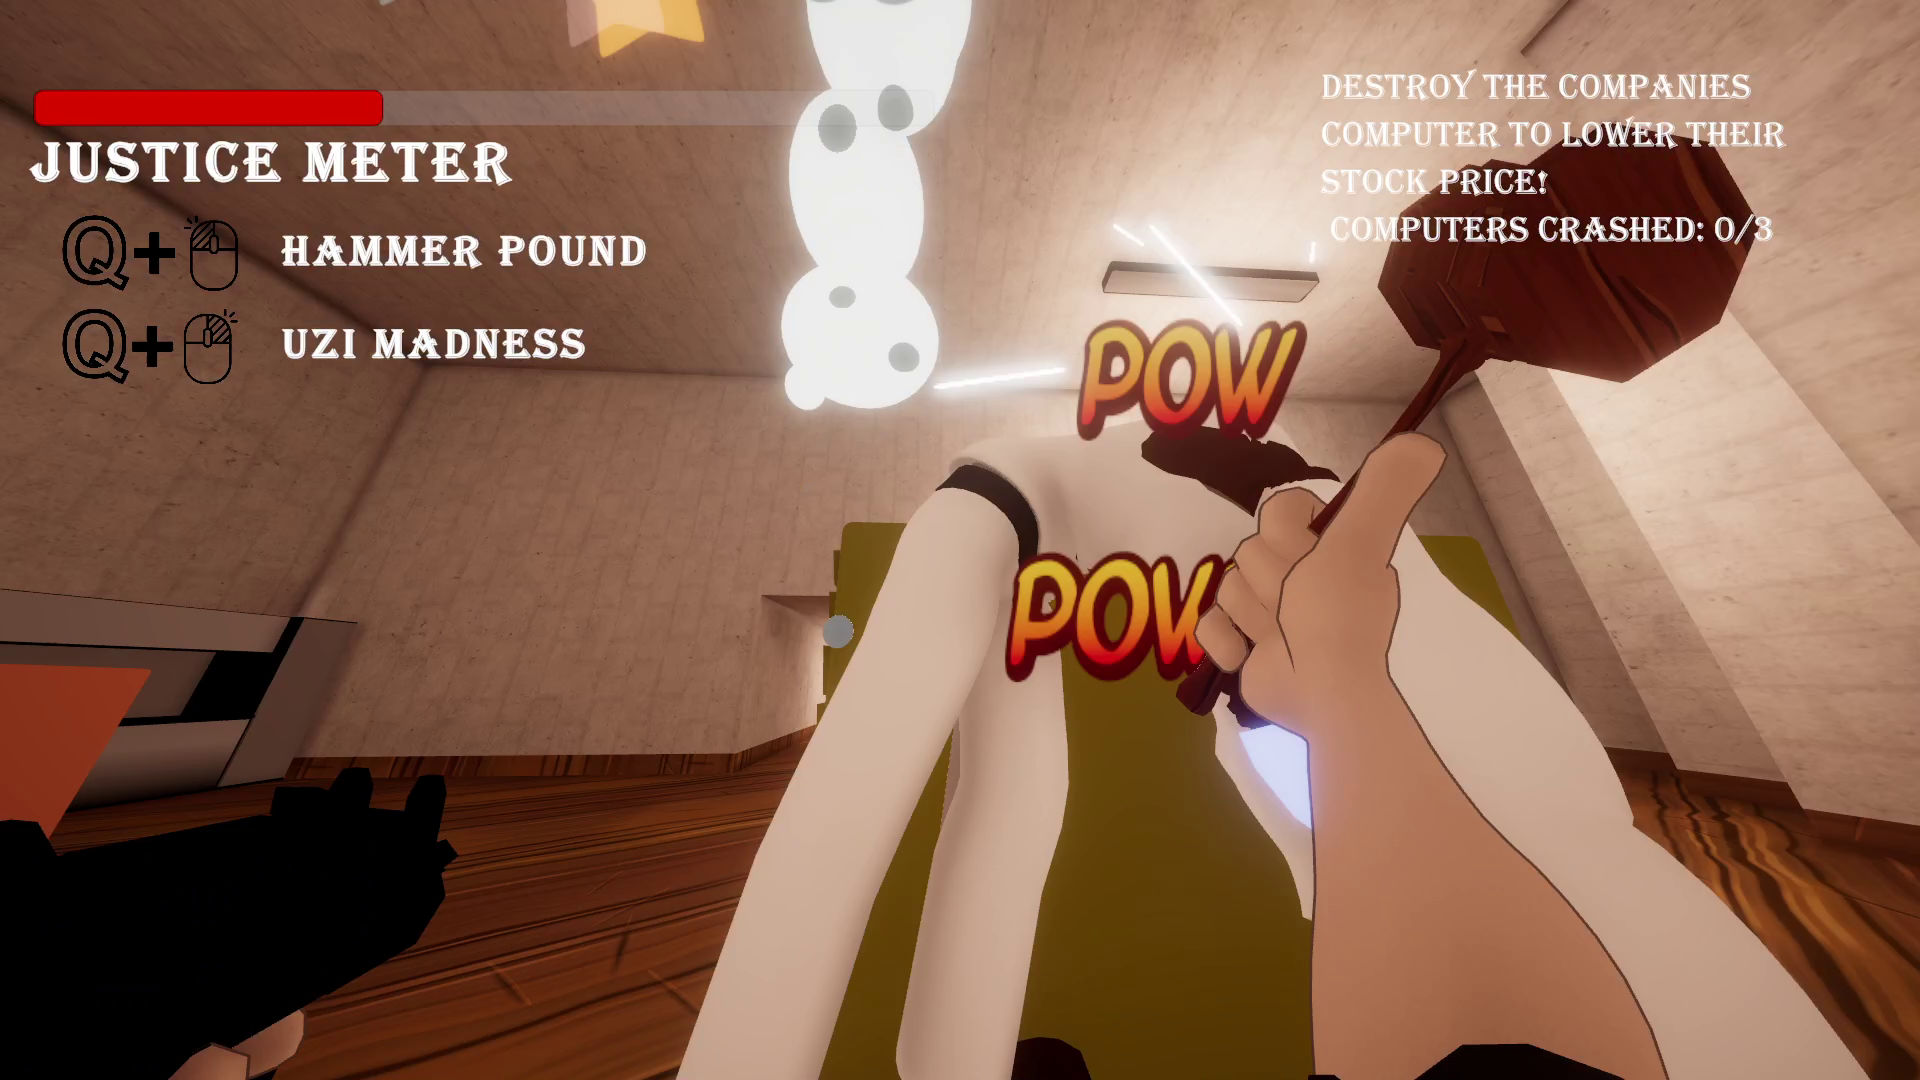 DESTROY THE COMPANIES
COMPUTER TO LOWER THEIR
STOCK PRICE!
COMPUTERS CRASHED: 0/3
JUSTICE METER
Q+ HAMMER POUND
Q+ UZI MADNESS
POW
POW